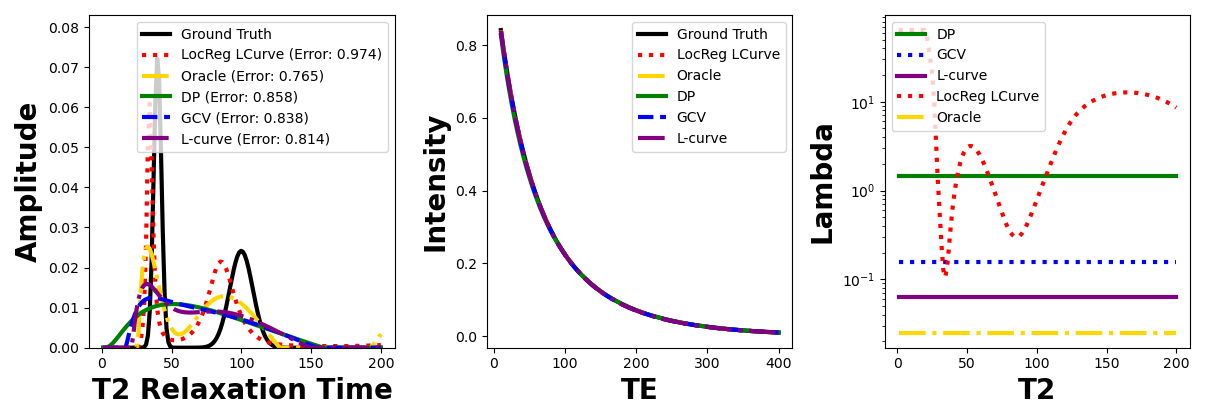 Amplitude
0.08
0.07
0.06
0.05
0.04
0.03
0.02
0.01
0.00
0
50
100
150
200
T2 Relaxation Time
Ground Truth
LocReg LCurve (Error: 0.974)
Oracle (Error: 0.765)
DP (Error: 0.858)
GCV (Error: 0.838)
L-curve (Error: 0.814)
Intensity
0.8
0.6
0.4
0.2
0.0
0
100
200
300
400
TE
Ground Truth
LocReg LCurve
Oracle
DP
GCV
L-curve
Lambda
10¹
10⁰
10⁻¹
0
50
100
150
200
T2
DP
GCV
L-curve
LocReg LCurve
Oracle